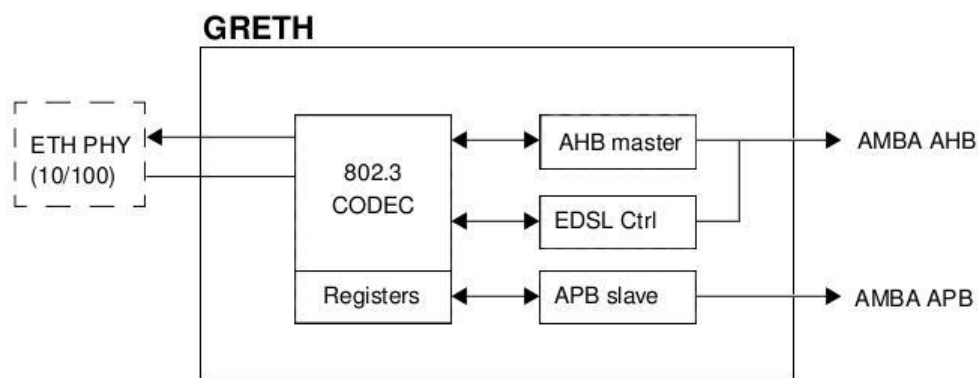 GRETH
ETH PHY
(10/100)
802.3
CODEC
Registers
AHB master
EDSL Ctrl
APB slave
AMBA AHB
AMBA APB